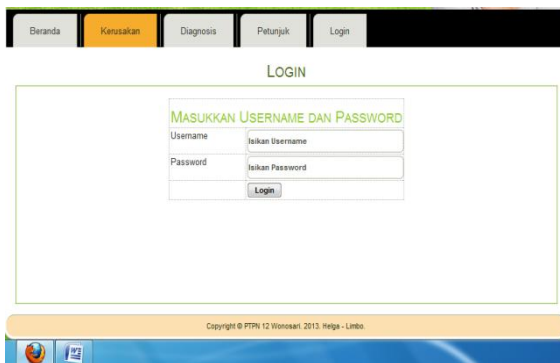 Beranda Kerusakan Diagnosis Petunjuk Login
LOGIN
MASUKKAN USERNAME DAN PASSWORD
Username Isikan Username
Password Isikan Password
Login
Copyright © PTPN 12 Wonosari. 2013. Helga - Limbo.